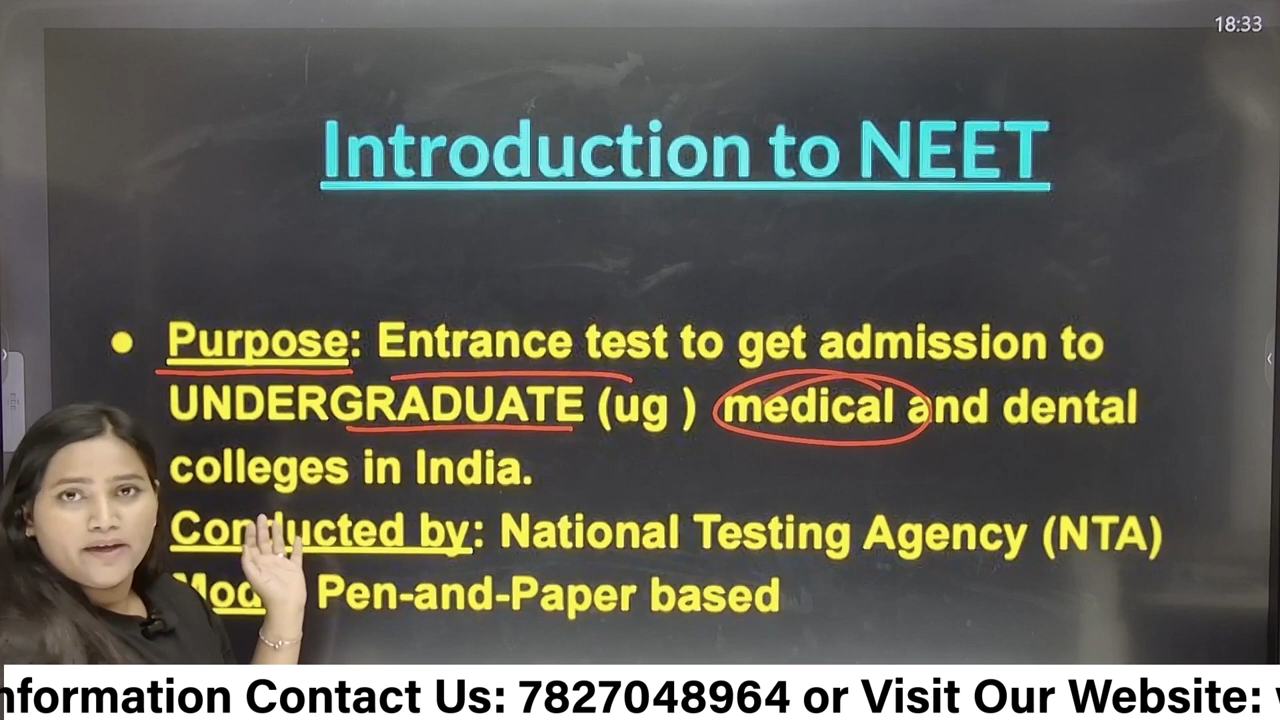 18:33
Introduction to NEET
• Purpose: Entrance test to get admission to
UNDERGRADUATE (ug ) medical and dental
colleges in India.
Conducted by: National Testing Agency (NTA)
Pen-and-Paper based
Contact Us: 7827048964 or Visit Our Website: